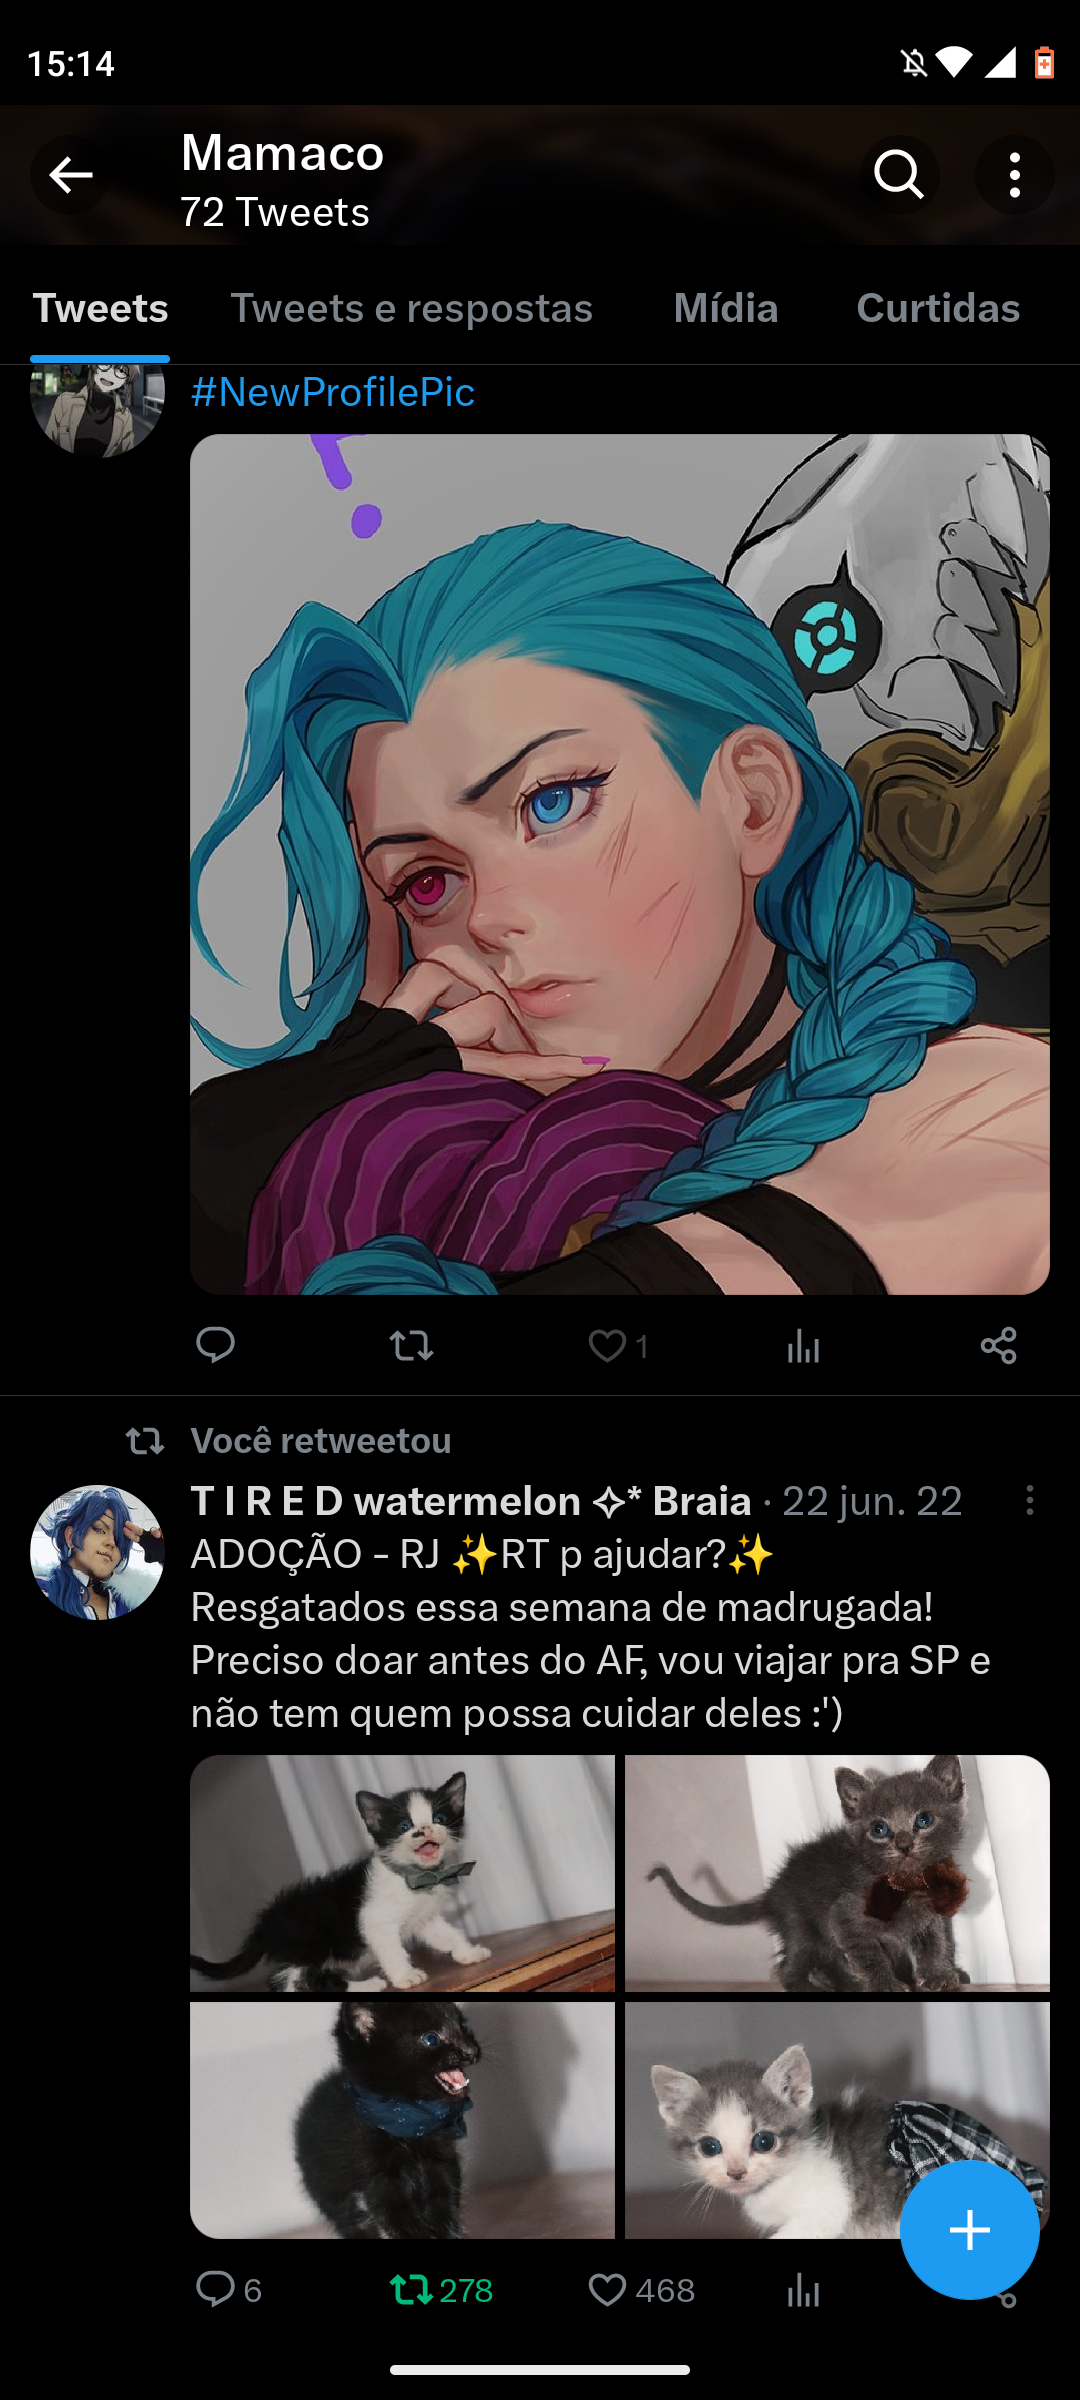 15:14
Mamaco
72 Tweets
Tweets Tweets e respostas Mídia Curtidas
#NewProfilePic
1
Você retweetou
T I R E D watermelon ✧* Braia · 22 jun. 22
ADOÇÃO - RJ ✨RT p ajudar?✨
Resgatados essa semana de madrugada!
Preciso doar antes do AF, vou viajar pra SP e
não tem quem possa cuidar deles :')
6 278 468